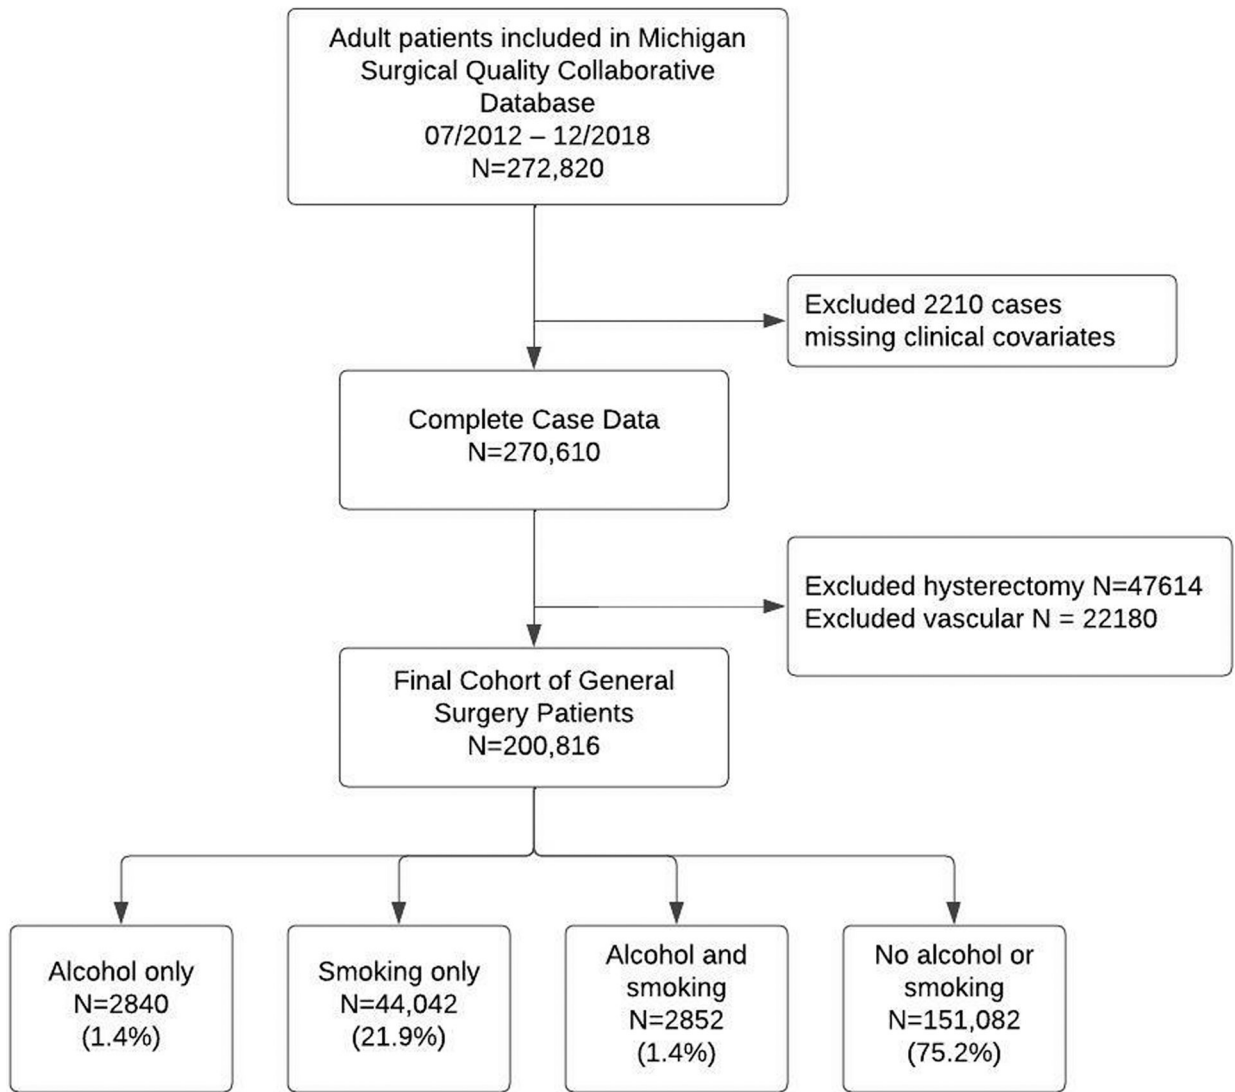 Adult patients included in Michigan
Surgical Quality Collaborative
Database
07/2012 – 12/2018
N=272,820
Excluded 2210 cases
missing clinical covariates
Complete Case Data
N=270,610
Excluded hysterectomy N=47614
Excluded vascular N = 22180
Final Cohort of General
Surgery Patients
N=200,816
Alcohol only
N=2840
(1.4%)
Smoking only
N=44,042
(21.9%)
Alcohol and
smoking
N=2852
(1.4%)
No alcohol or
smoking
N=151,082
(75.2%)